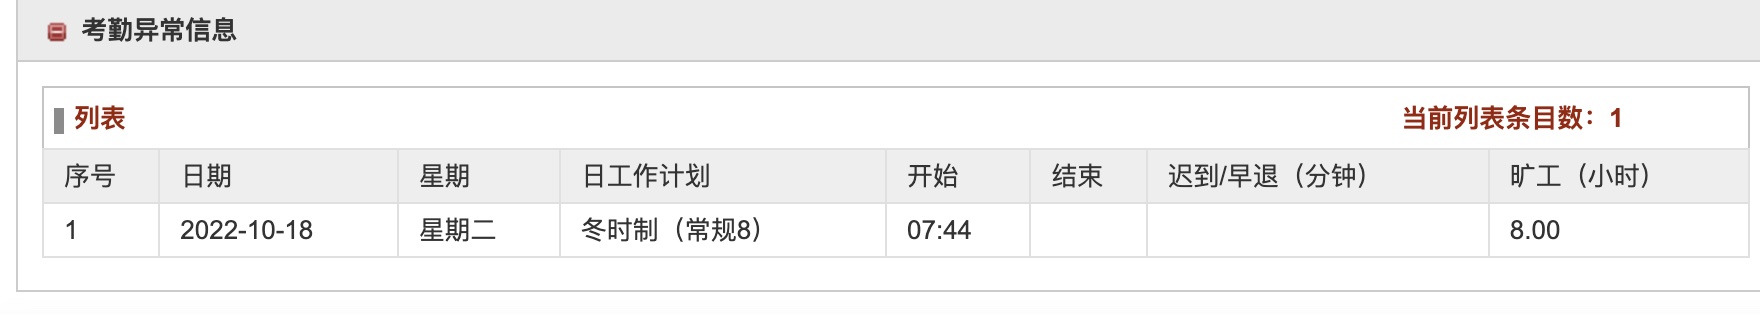 考勤异常信息
列表 当前列表条目数：1
序号 日期 星期 日工作计划 开始 结束 迟到/早退（分钟） 旷工（小时）
1 2022-10-18 星期二 冬时制（常规8） 07:44 8.00